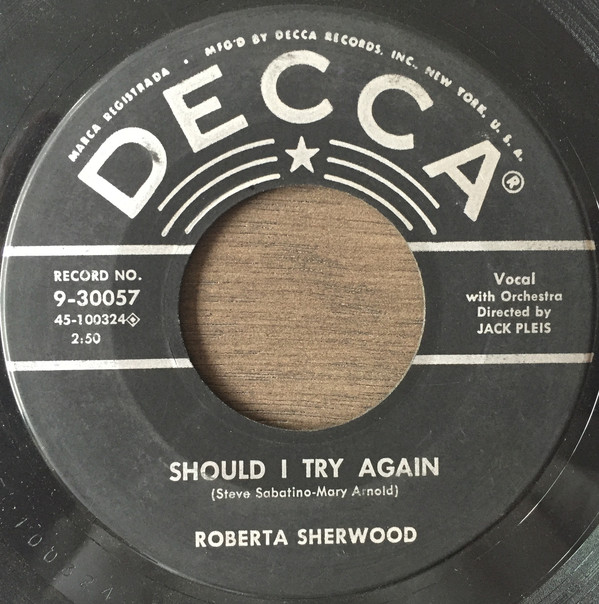 MARCA REGISTRADA • MFG'D BY DECCA RECORDS, INC., NEW YORK, U. S. A.
DECCA®
RECORD NO.
9-30057
45-100324
2:50
Vocal
with Orchestra
Directed by
JACK PLEIS
SHOULD I TRY AGAIN
(Steve Sabatino-Mary Arnold)
ROBERTA SHERWOOD